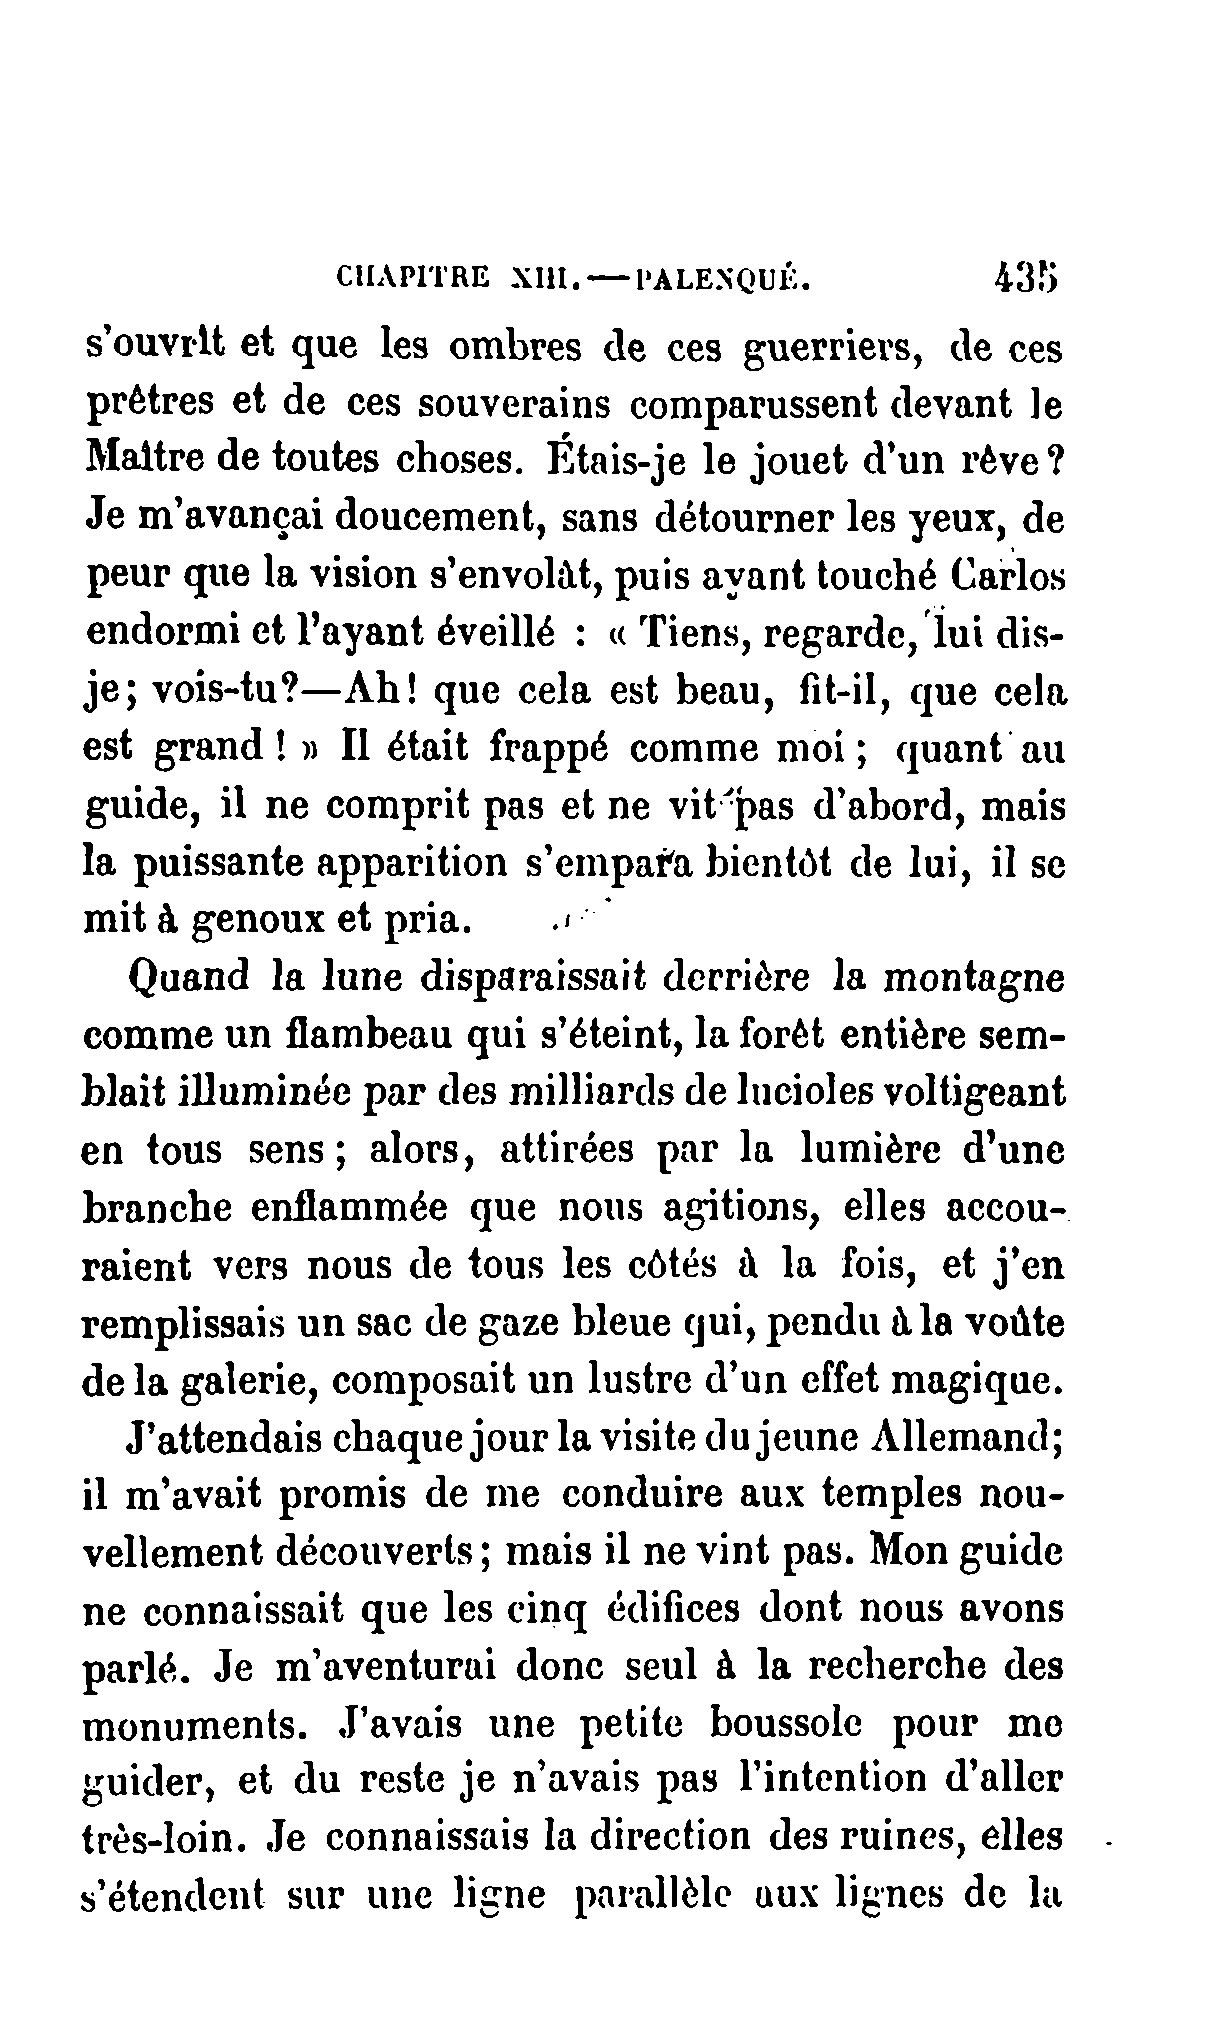 CHAPITRE XIII.—PALENQUÉ. 435
s'ouvrît et que les ombres de ces guerriers, de ces
prêtres et de ces souverains comparussent devant le
Maître de toutes choses. Étais-je le jouet d'un rêve?
Je m'avançai doucement, sans détourner les yeux, de
peur que la vision s'envolât, puis ayant touché Carlos
endormi et l'ayant éveillé : « Tiens, regarde, lui dis-
je; vois-tu?—Ah! que cela est beau, fit-il, que cela
est grand ! » Il était frappé comme moi ; quant au
guide, il ne comprit pas et ne vit pas d'abord, mais
la puissante apparition s'empara bientôt de lui, il se
mit à genoux et pria.
Quand la lune disparaissait derrière la montagne
comme un flambeau qui s'éteint, la forêt entière sem-
blait illuminée par des milliards de lucioles voltigeant
en tous sens ; alors, attirées par la lumière d'une
branche enflammée que nous agitions, elles accou-
raient vers nous de tous les côtés à la fois, et j'en
remplissais un sac de gaze bleue qui, pendu à la voûte
de la galerie, composait un lustre d'un effet magique.
J'attendais chaque jour la visite du jeune Allemand;
il m'avait promis de me conduire aux temples nou-
vellement découverts ; mais il ne vint pas. Mon guide
ne connaissait que les cinq édifices dont nous avons
parlé. Je m'aventurai donc seul à la recherche des
monuments. J'avais une petite boussole pour me
guider, et du reste je n'avais pas l'intention d'aller
très-loin. Je connaissais la direction des ruines, elles
s'étendent sur une ligne parallèle aux lignes de la